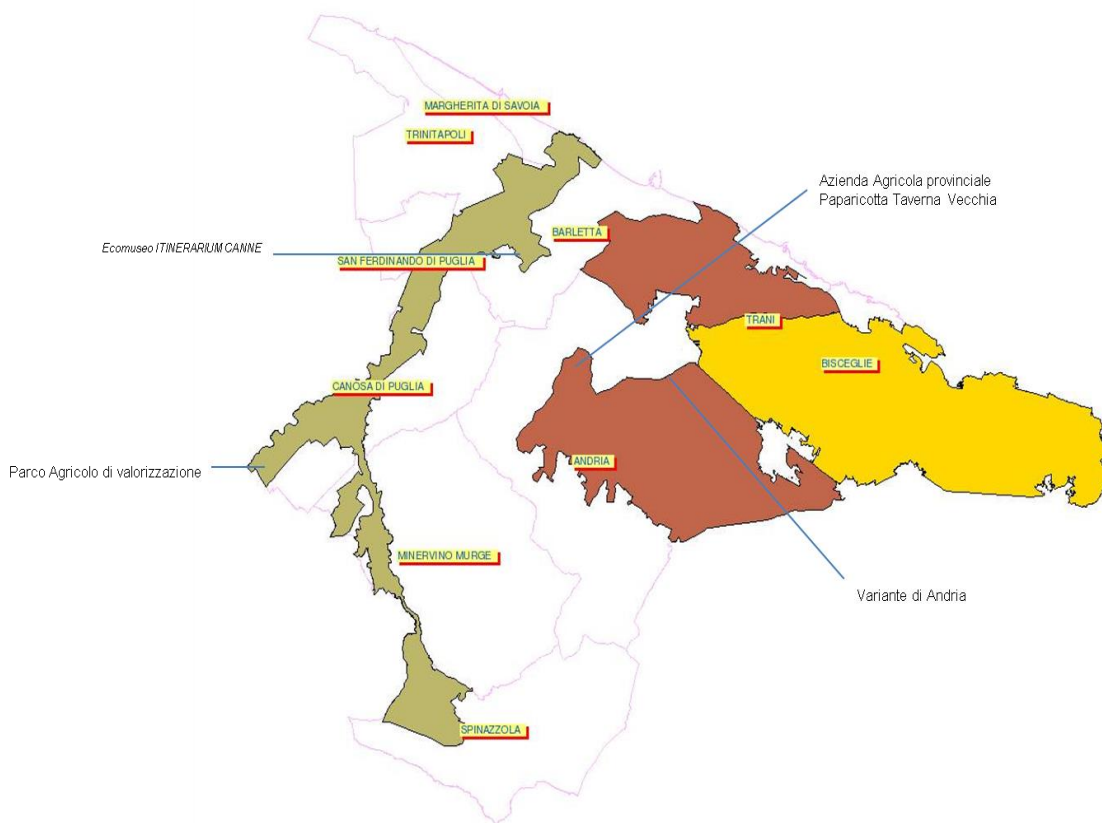 MARGHERITA DI SAVOIA
TRINITAPOLI
Azienda Agricola provinciale
Paparicotta Taverna Vecchia
BARLETTA
Ecomuseo ITINERARIUM CANNE
SAN FERDINANDO DI PUGLIA
TRANI
BISCEGLIE
CANOSA DI PUGLIA
ANDRIA
Parco Agricolo di valorizzazione
MINERVINO MURGE
Variante di Andria
SPINAZZOLA